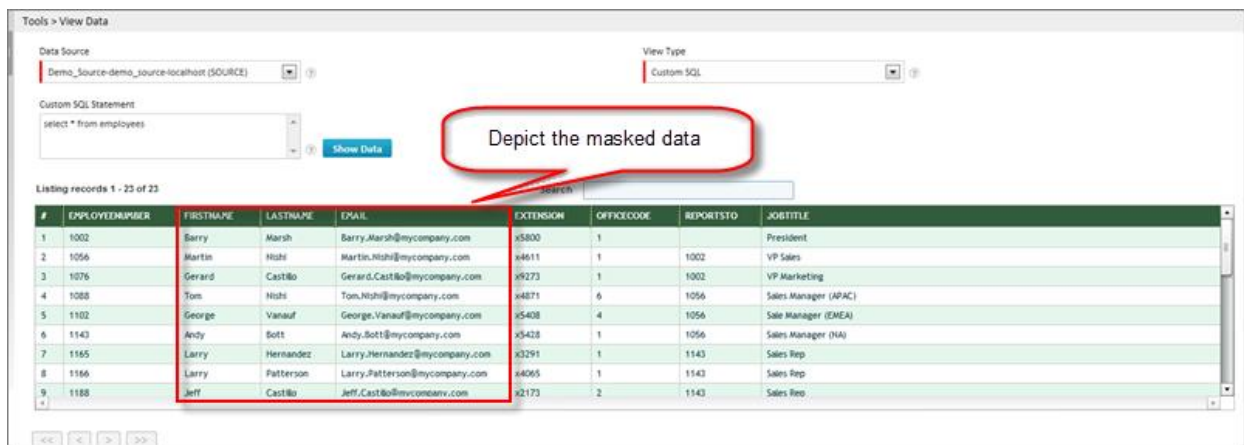 Tools > View Data
Data Source
View Type
Demo_Source-demo_source-localhost (SOURCE)
Custom SQL
Custom SQL Statement
select * from employees
Show Data
Depict the masked data
Listing records 1 - 23 of 23
Search
# EMPLOYEENUMBER FIRSTNAME LASTNAME EMAIL EXTENSION OFFICECODE REPORTSTO JOBTITLE
1 1002 Barry Marsh Barry.Marsh@mycompany.com x5800 1 President
2 1056 Martin Nishi Martin.Nishi@mycompany.com x4611 1 1002 VP Sales
3 1076 Gerard Castillo Gerard.Castillo@mycompany.com x9273 1 1002 VP Marketing
4 1088 Tom Nishi Tom.Nishi@mycompany.com x4871 6 1056 Sales Manager (APAC)
5 1102 George Vanauf George.Vanauf@mycompany.com x5408 4 1056 Sale Manager (EMEA)
6 1143 Andy Bott Andy.Bott@mycompany.com x5428 1 1056 Sales Manager (NA)
7 1165 Larry Hernandez Larry.Hernandez@mycompany.com x3291 1 1143 Sales Rep
8 1166 Larry Patterson Larry.Patterson@mycompany.com x4065 1 1143 Sales Rep
9 1188 Jeff Castillo Jeff.Castillo@mycompany.com x2173 2 1143 Sales Rep
<< < > >>